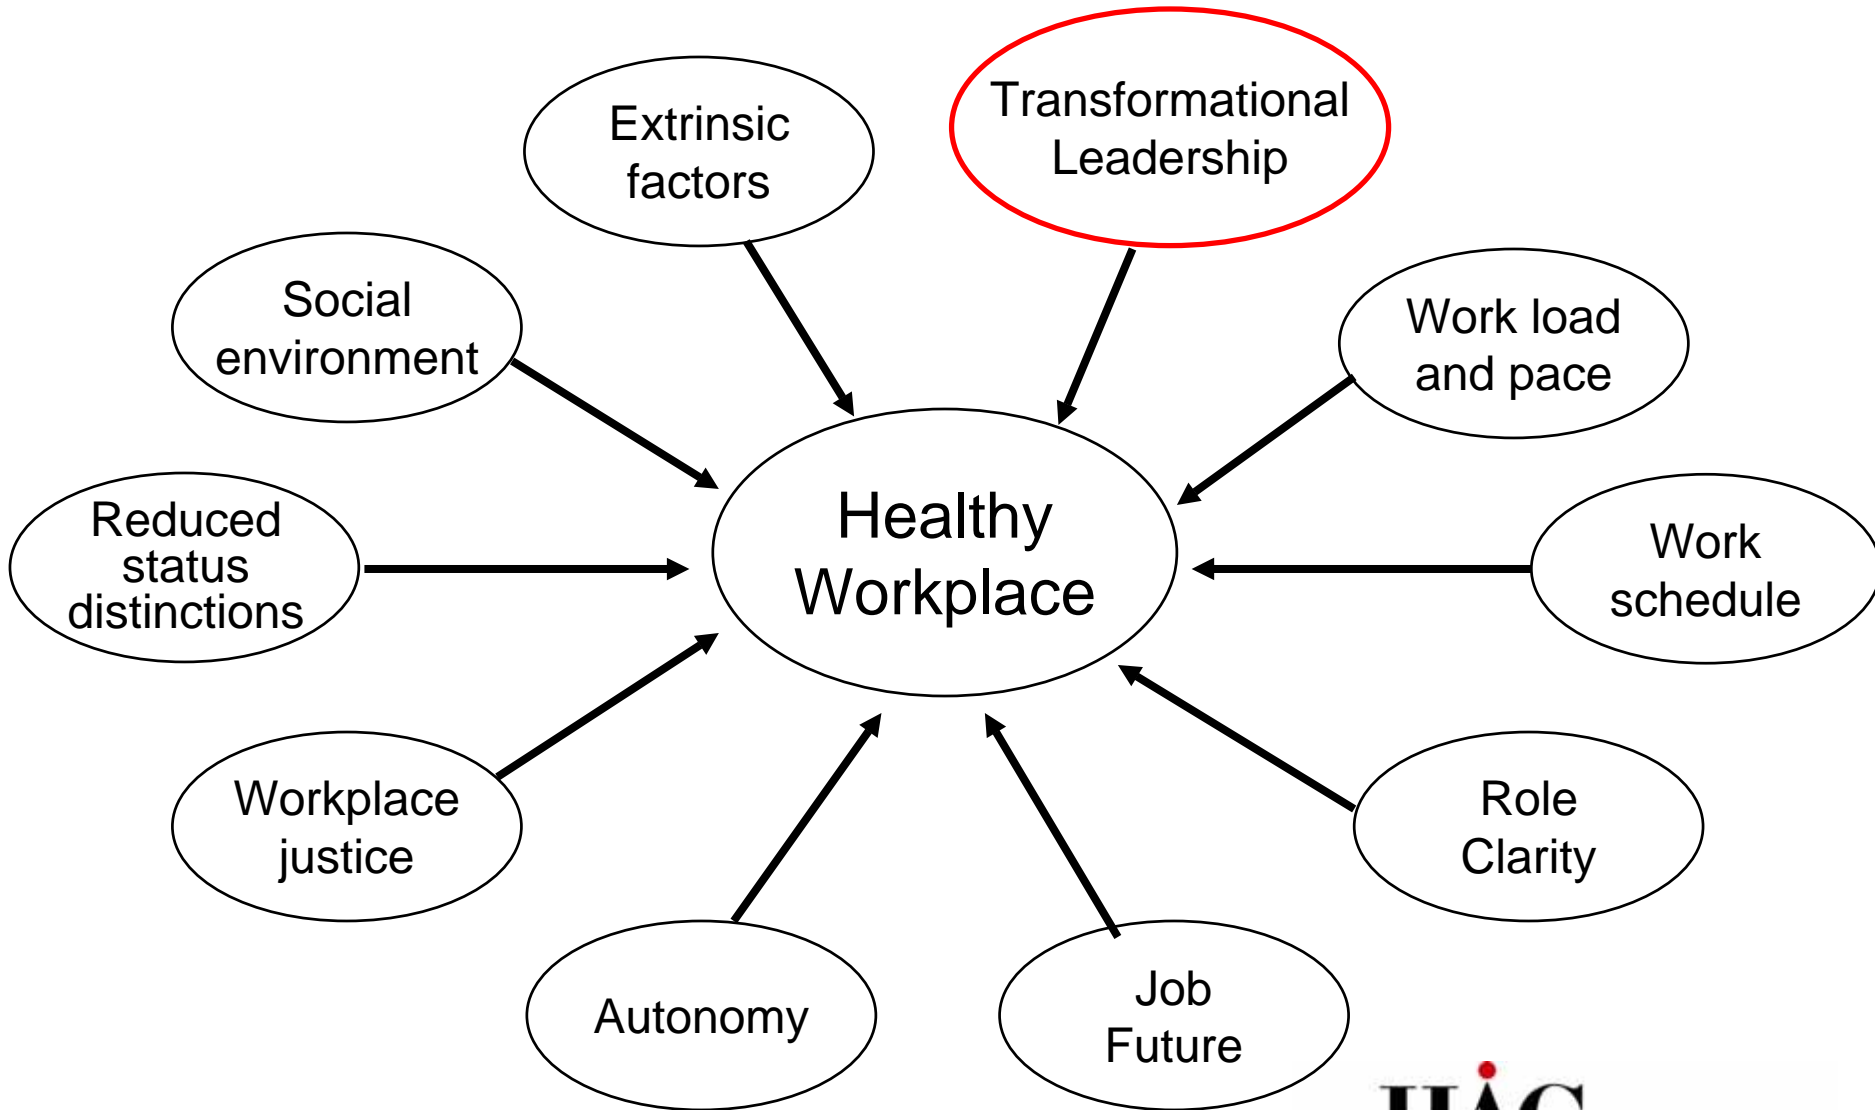 Transformational
Leadership
Extrinsic
factors
Social
environment
Work load
and pace
Reduced
status
distinctions
Healthy
Workplace
Work
schedule
Workplace
justice
Role
Clarity
Autonomy
Job
Future
HÅG